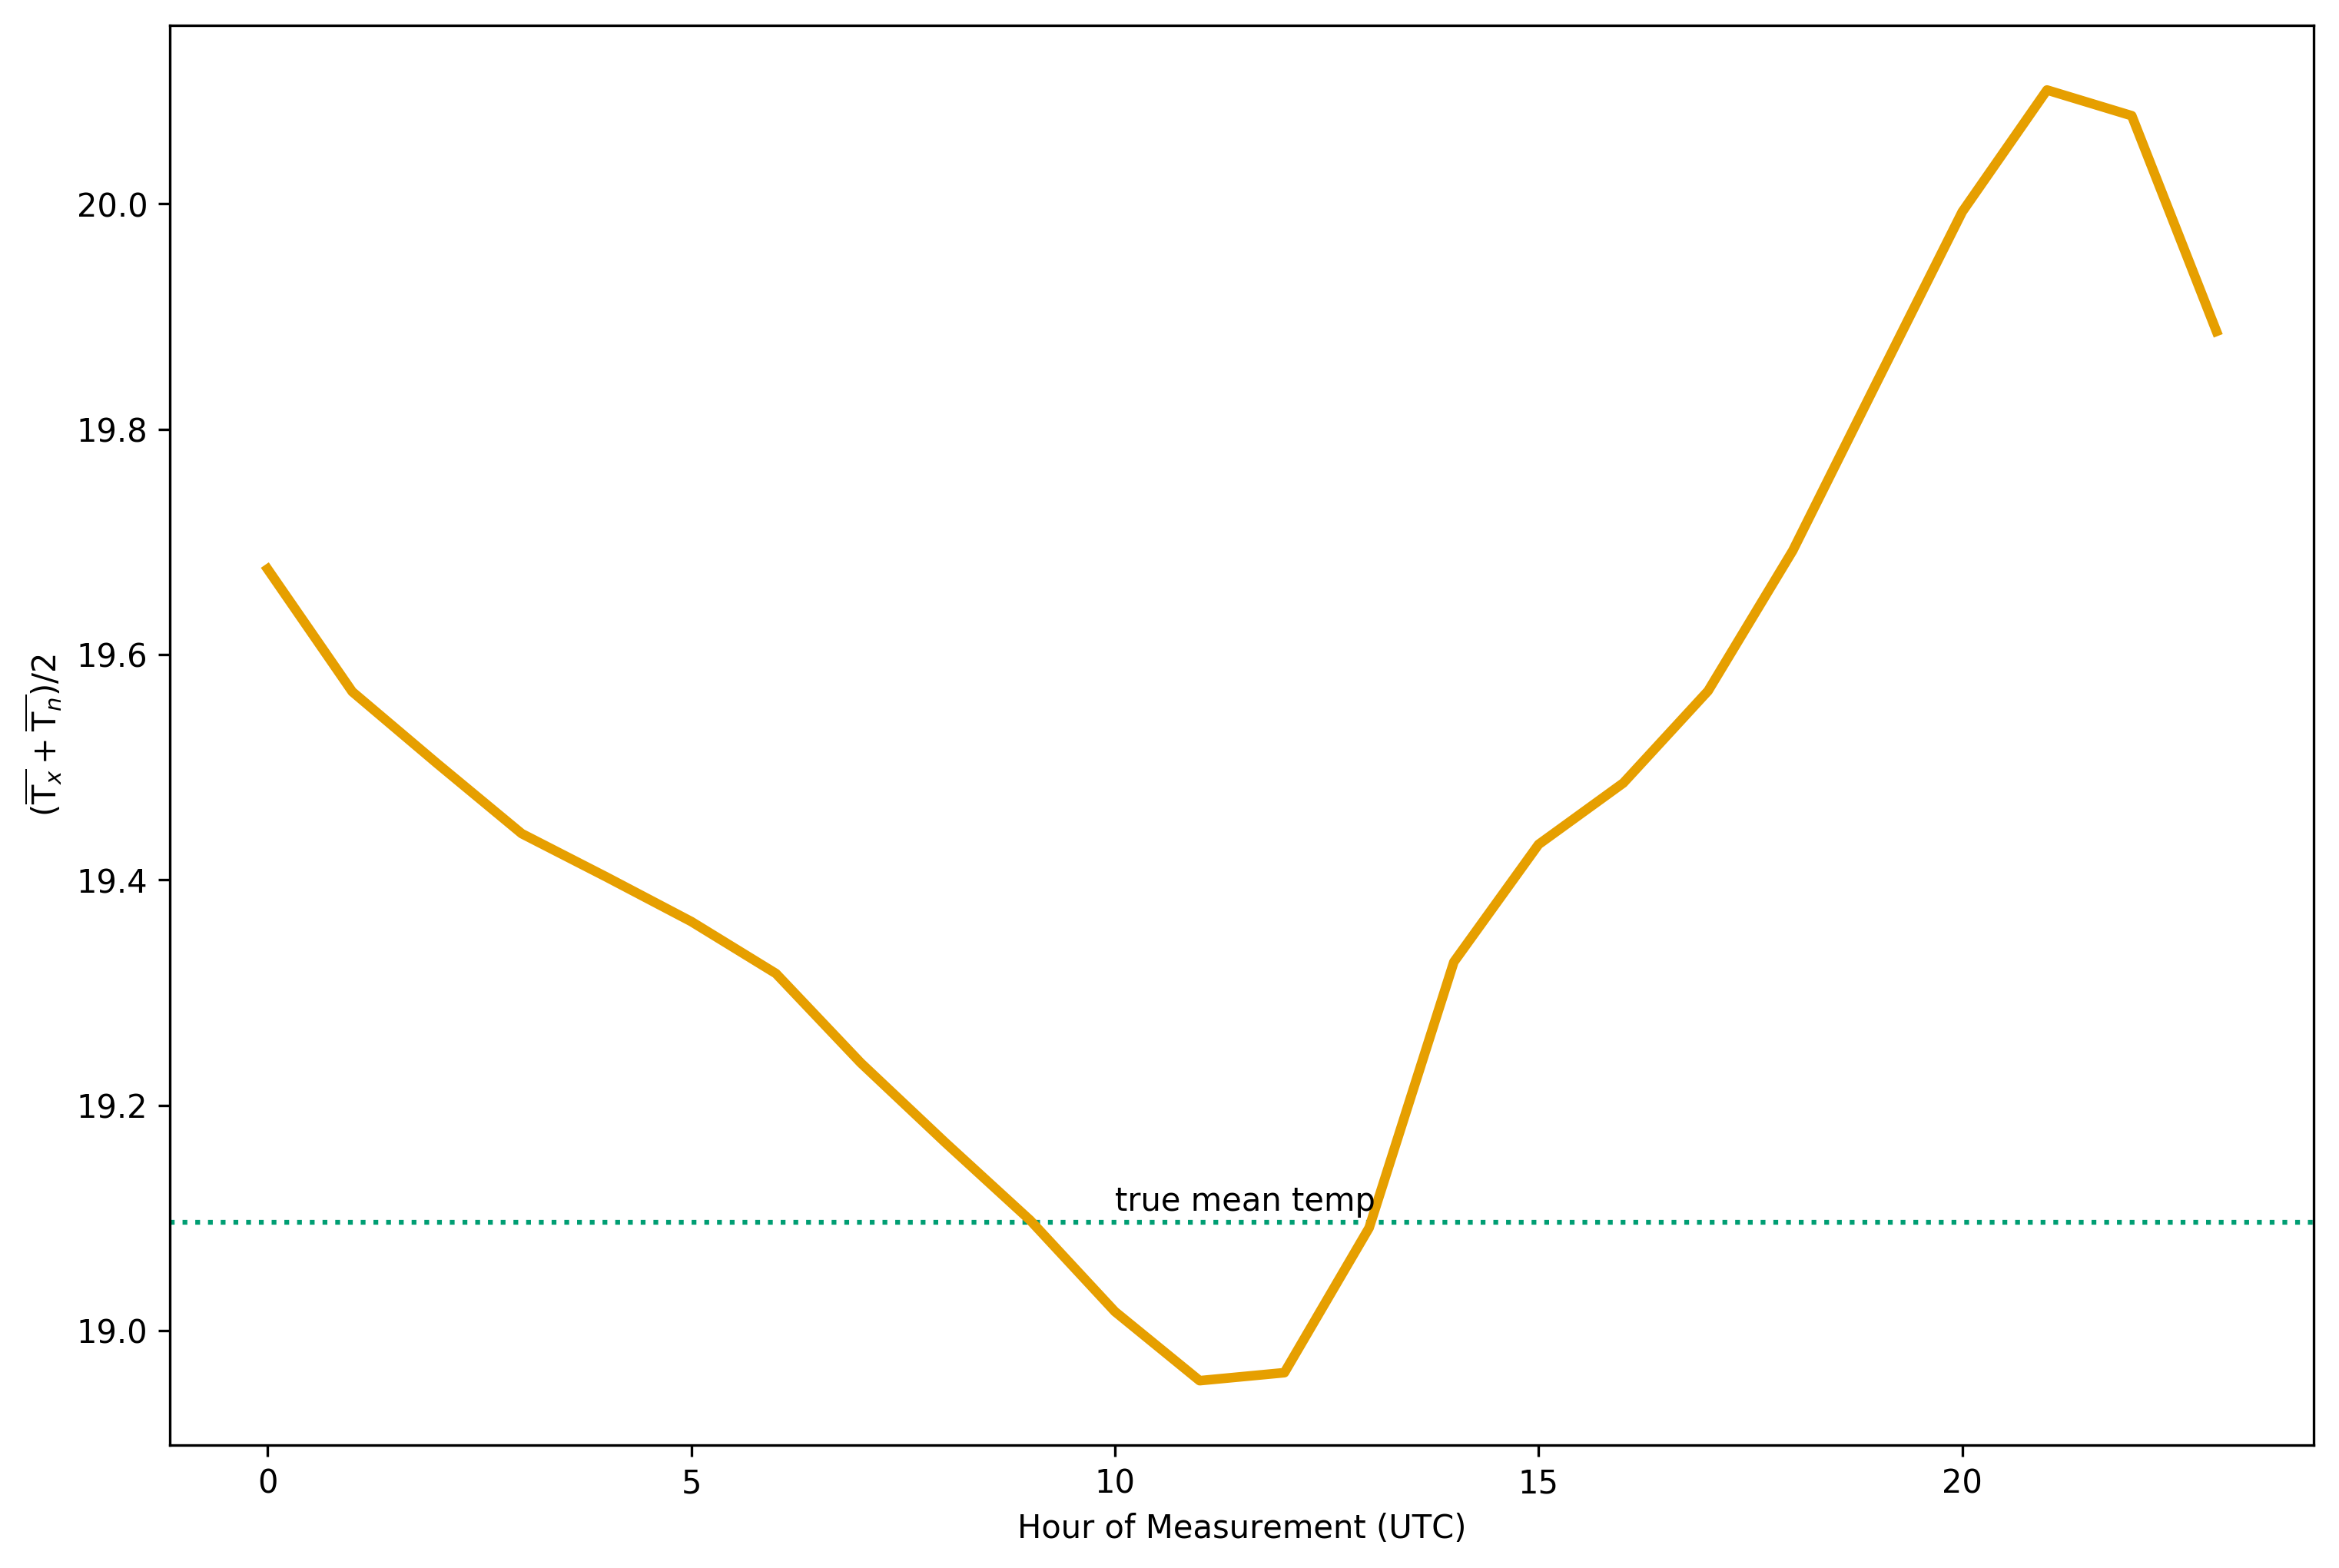 (T̅ₓ + T̅ₙ)/2
20.0
19.8
19.6
19.4
19.2
19.0
true mean temp
0 5 10 15 20
Hour of Measurement (UTC)